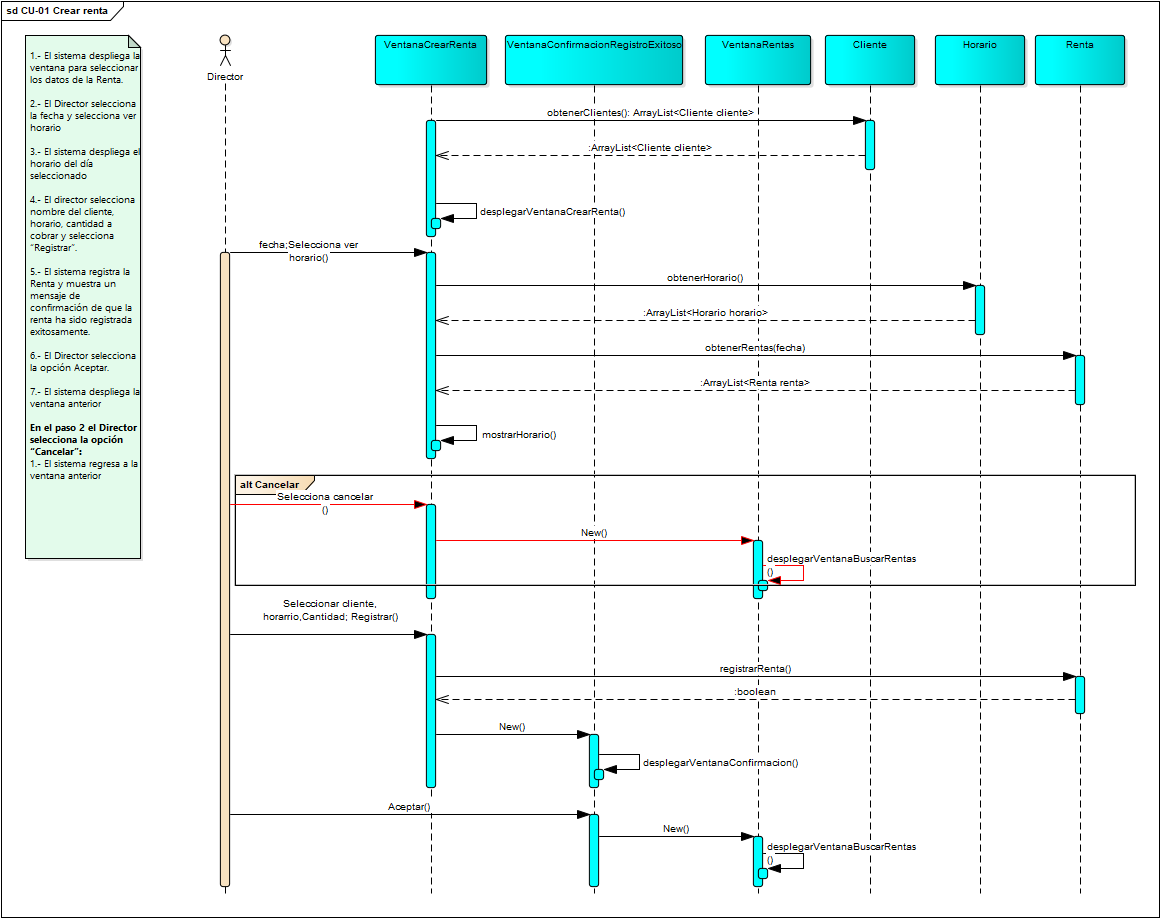 sd CU-01 Crear renta
1.- El sistema despliega la
ventana para seleccionar
los datos de la Renta.
2.- El Director selecciona
la fecha y selecciona ver
horario
3.- El sistema despliega el
horario del día
seleccionado
4.- El director selecciona
nombre del cliente,
horario, cantidad a
cobrar y selecciona
“Registrar”.
5.- El sistema registra la
Renta y muestra un
mensaje de
confirmación de que la
renta ha sido registrada
exitosamente.
6.- El Director selecciona
la opción Aceptar.
7.- El sistema despliega la
ventana anterior
En el paso 2 el Director
selecciona la opción
“Cancelar”:
1.- El sistema regresa a la
ventana anterior
Director
VentanaCrearRenta
VentanaConfirmacionRegistroExitoso
VentanaRentas
Cliente
Horario
Renta
obtenerClientes(): ArrayList<Cliente cliente>
:ArrayList<Cliente cliente>
desplegarVentanaCrearRenta()
fecha;Selecciona ver
horario()
obtenerHorario()
:ArrayList<Horario horario>
obtenerRentas(fecha)
:ArrayList<Renta renta>
mostrarHorario()
alt Cancelar
Selecciona cancelar
()
New()
desplegarVentanaBuscarRentas
()
Seleccionar cliente,
horarrio,Cantidad; Registrar()
registrarRenta()
:boolean
New()
desplegarVentanaConfirmacion()
Aceptar()
New()
desplegarVentanaBuscarRentas
()